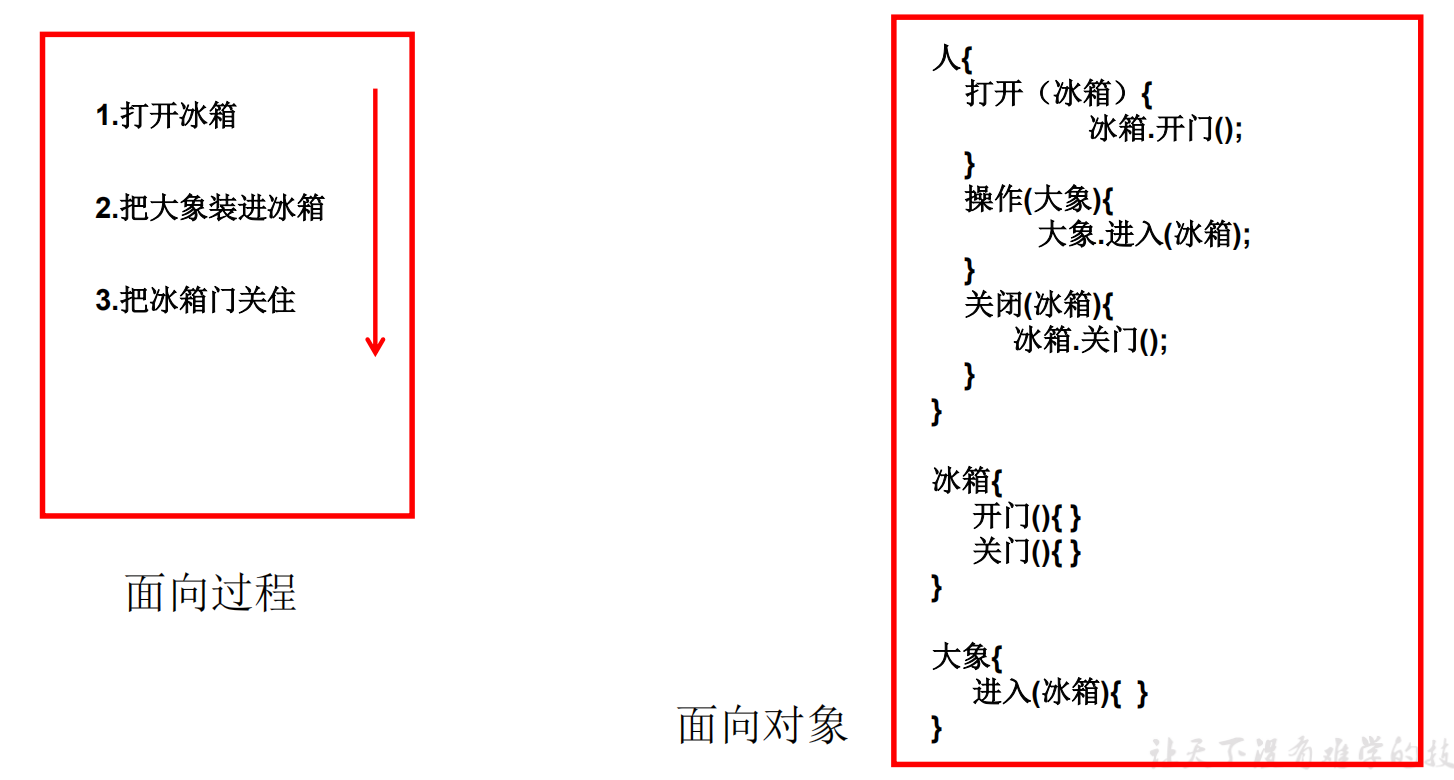 1.打开冰箱
2.把大象装进冰箱
3.把冰箱门关住
面向过程
人{
打开（冰箱）{
冰箱.开门();
}
操作(大象){
大象.进入(冰箱);
}
关闭(冰箱){
冰箱.关门();
}
}
冰箱{
开门(){ }
关门(){ }
}
大象{
进入(冰箱){ }
}
面向对象
让天下没有难学的技